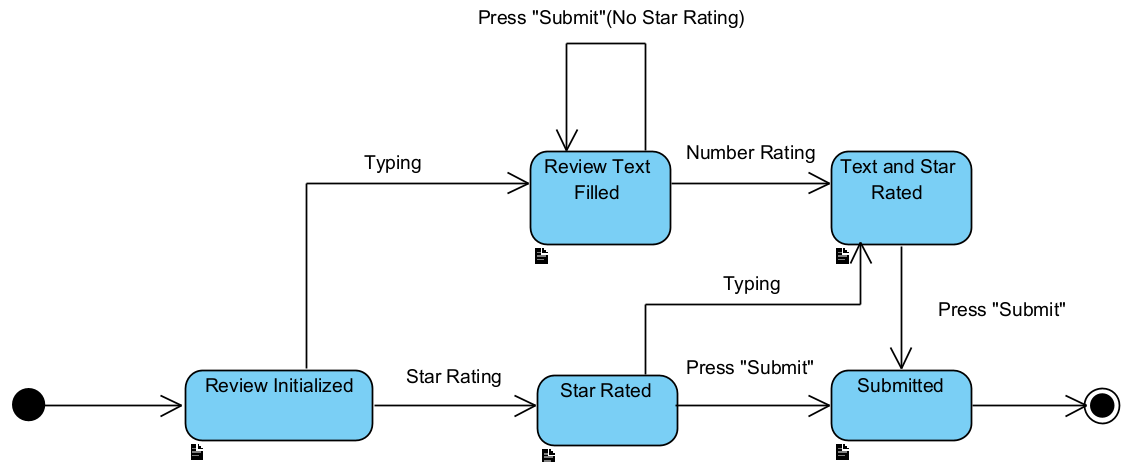 Press "Submit"(No Star Rating)
Typing
Review Text
Filled
Number Rating
Text and Star
Rated
Typing
Press "Submit"
Review Initialized
Star Rating
Star Rated
Press "Submit"
Submitted